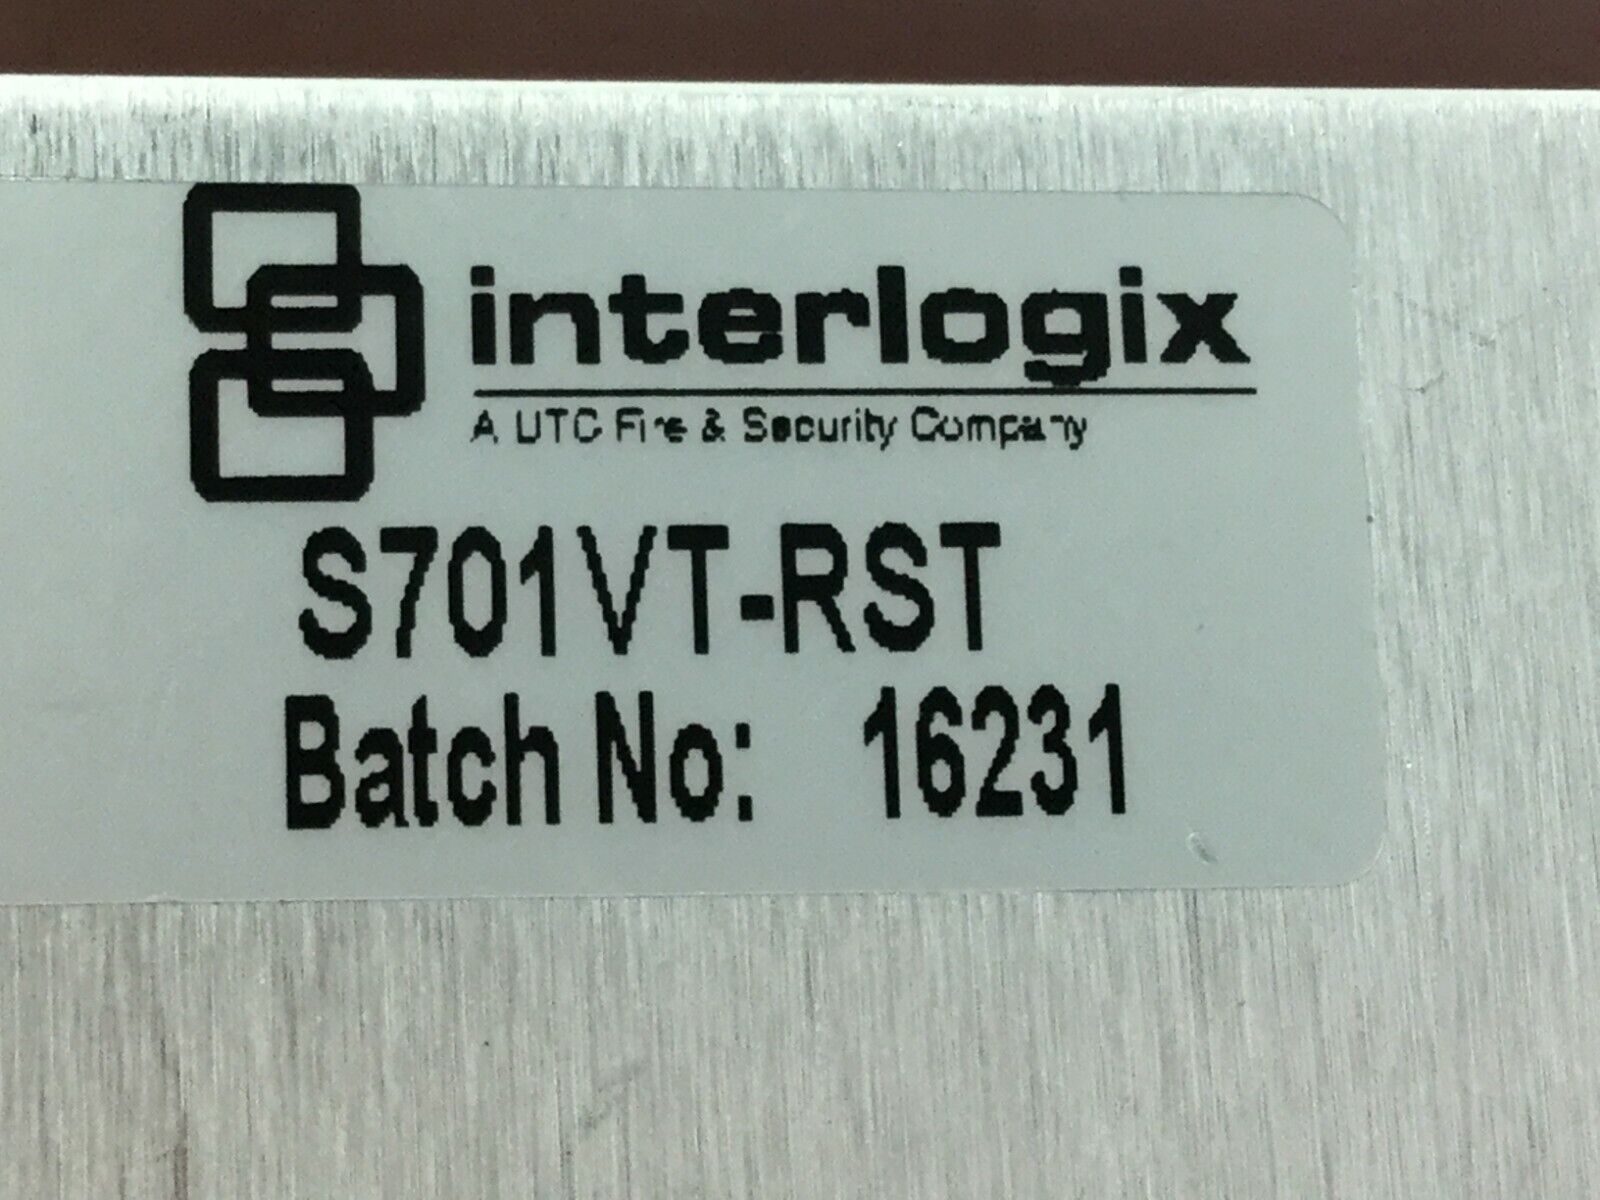 interlogix
A UTC Fire & Security Company
S701VT-RST
Batch No: 16231